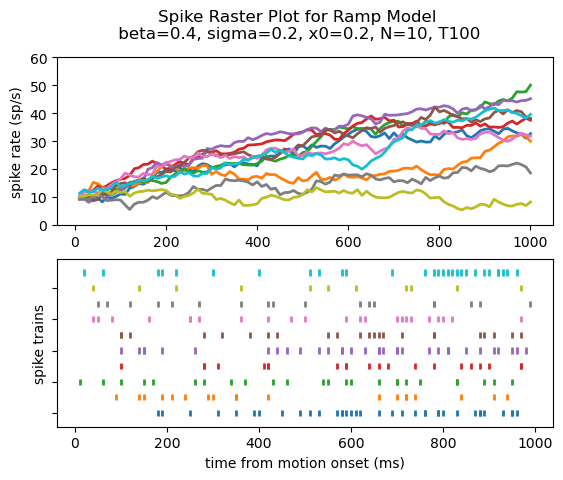 Spike Raster Plot for Ramp Model
beta=0.4, sigma=0.2, x0=0.2, N=10, T100
60
50
40
30
20
10
0
spike rate (sp/s)
0 200 400 600 800 1000
spike trains
0 200 400 600 800 1000
time from motion onset (ms)